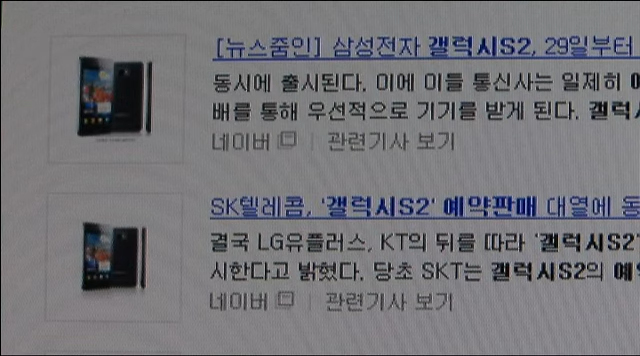 [뉴스줌인] 삼성전자 갤럭시S2, 29일부터
동시에 출시된다. 이에 이들 통신사는 일제히
배를 통해 우선적으로 기기를 받게 된다. 갤럭시
네이버 관련기사 보기
SK텔레콤, '갤럭시S2' 예약판매 대열에 동
결국 LG유플러스, KT의 뒤를 따라 '갤럭시S2'
시한다고 밝혔다. 당초 SKT는 갤럭시S2의 예약
네이버 관련기사 보기